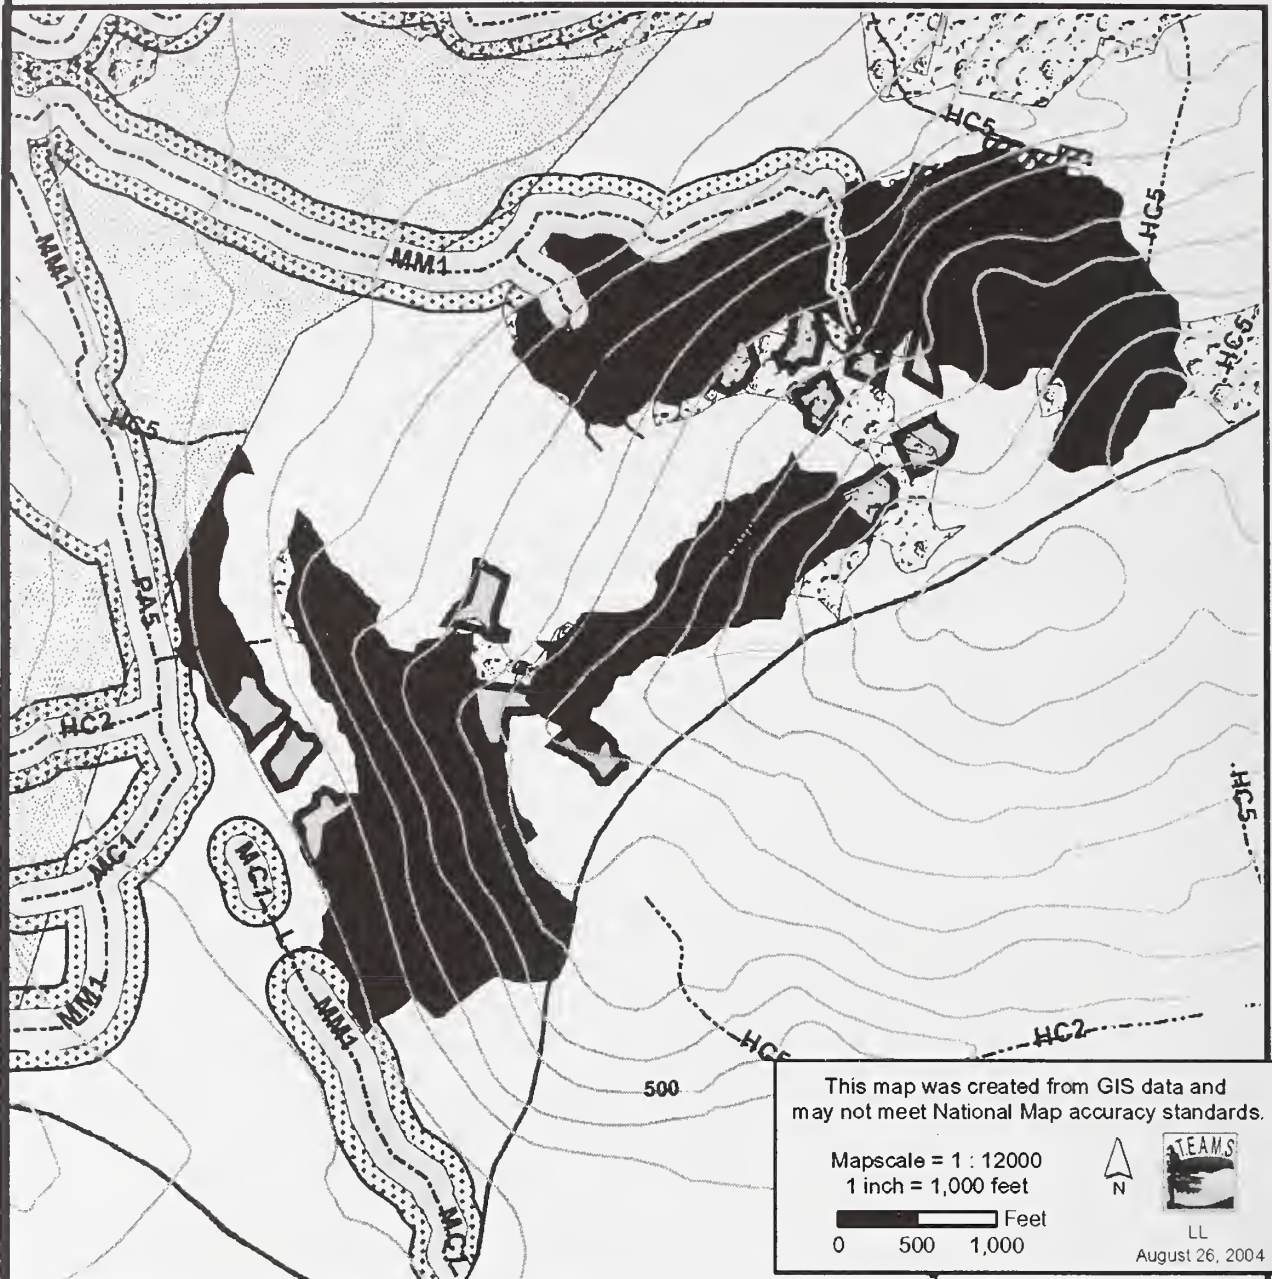 HC5
HC5
MM1
MM1
HC5
HC5
PA5
HC2
MC1
MC1
HC5
MM1
MM1
HC2
500
MC1
This map was created from GIS data and
may not meet National Map accuracy standards.
Mapscale = 1 : 12000
1 inch = 1,000 feet
Feet
0 500 1,000
N
T.E.A.M.S
LL
August 26, 2004